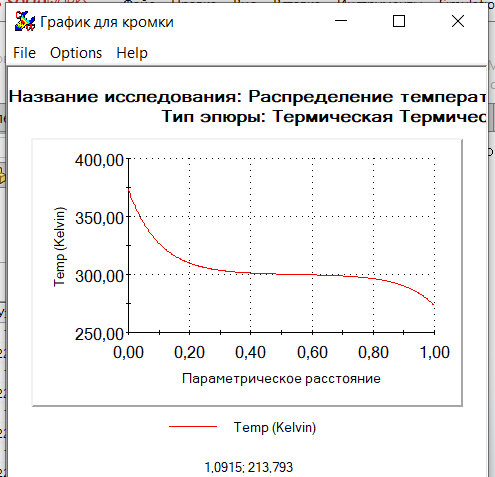 График для кромки
File Options Help
Название исследования: Распределение температ
Тип эпюры: Термическая Термичес
400,00
350,00
300,00
250,00
Temp (Kelvin)
0,00 0,20 0,40 0,60 0,80 1,00
Параметрическое расстояние
Temp (Kelvin)
1,0915; 213,793